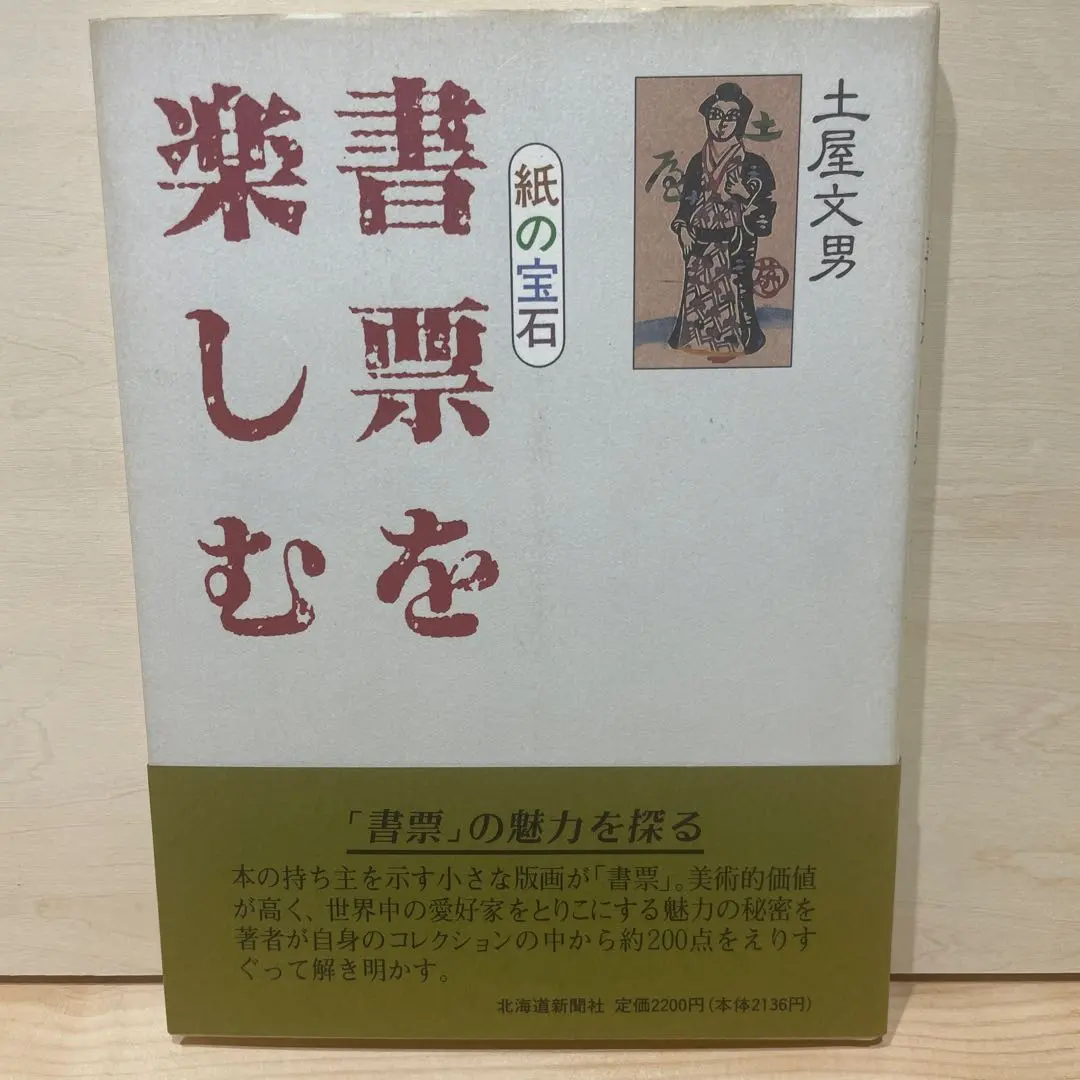 土屋文男
土屋
紙の宝石
書票を
楽しむ
「書票」の魅力を探る
本の持ち主を示す小さな版画が「書票」。美術的価値
が高く、世界中の愛好家をとりこにする魅力の秘密を
著者が自身のコレクションの中から約200点をえりす
ぐって解き明かす。
北海道新聞社 定価2200円(本体2136円)